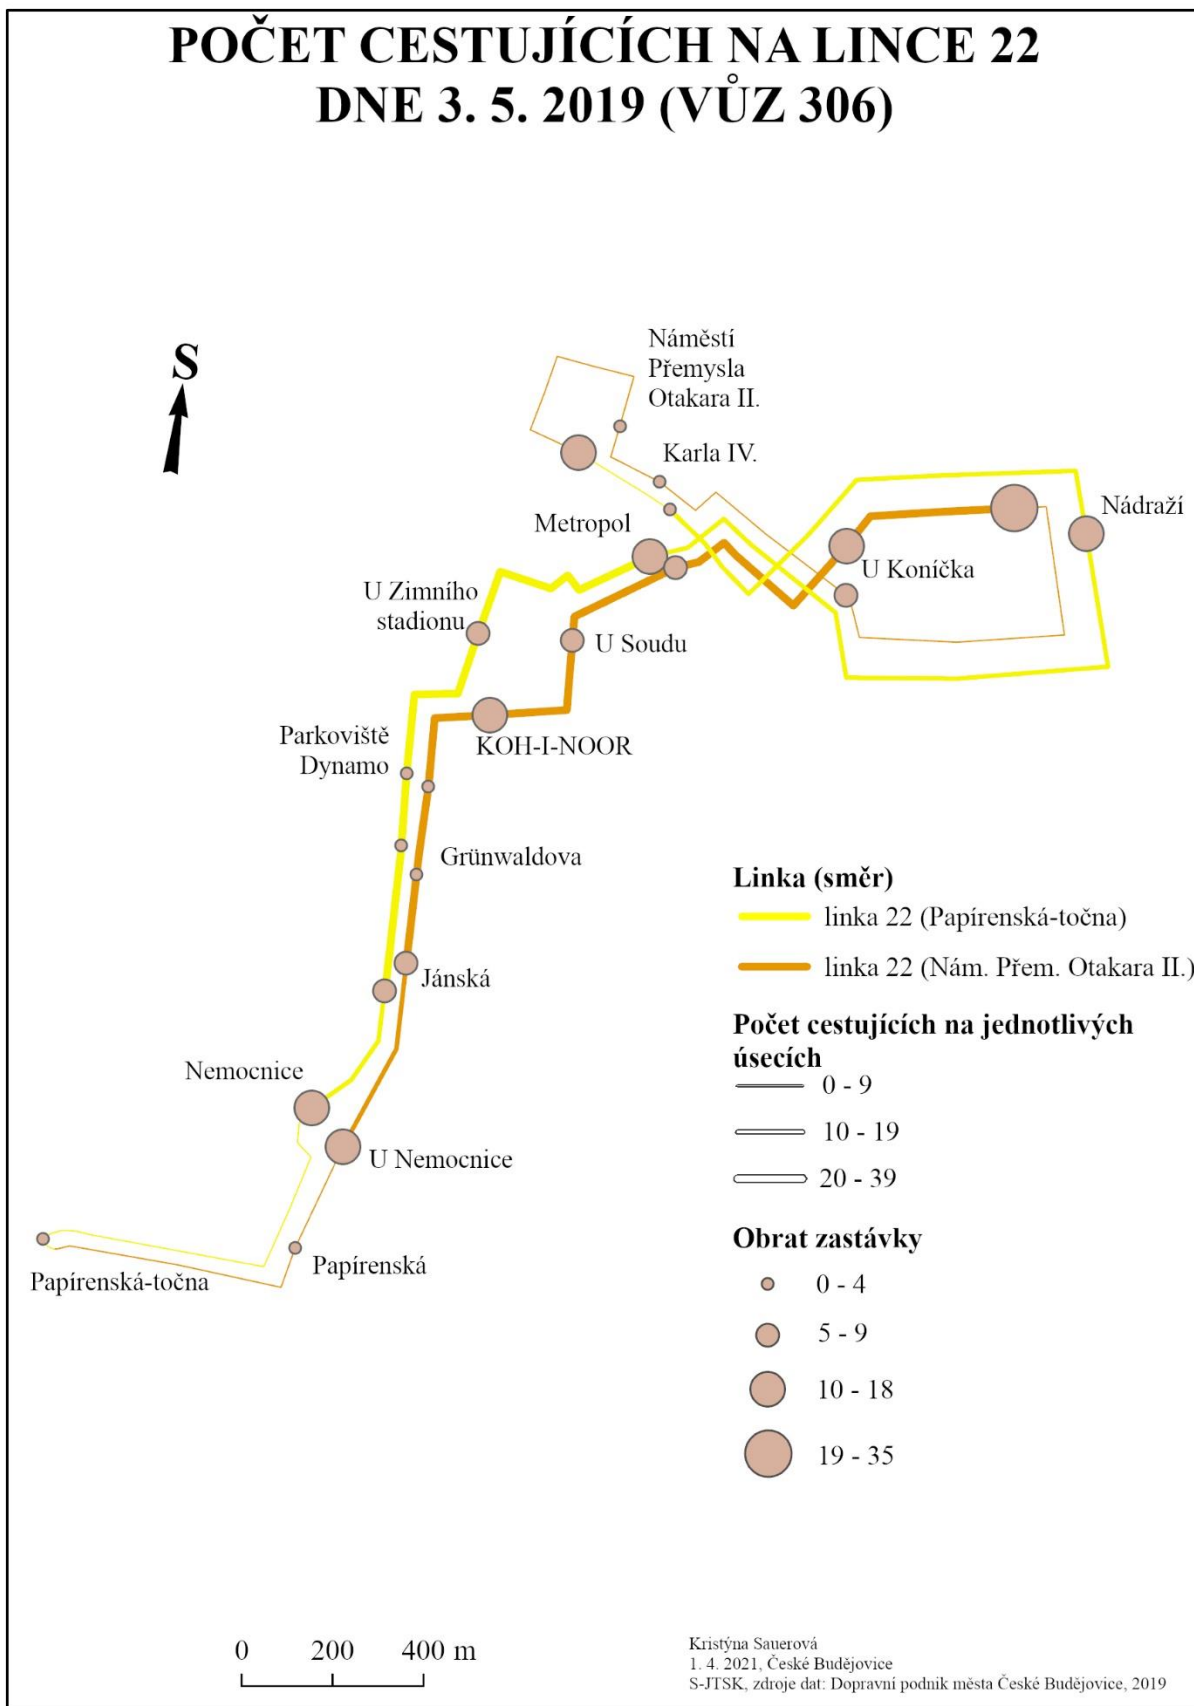 POČET CESTUJÍCÍCH NA LINCE 22
DNE 3. 5. 2019 (VŮZ 306)
S
Náměstí
Přemysla
Otakara II.
Karla IV.
Nádraží
Metropol
U Koníčka
U Zimního
stadionu
U Soudu
Parkoviště
Dynamo
KOH-I-NOOR
Grünwaldova
Jánská
Nemocnice
U Nemocnice
Papírenská
Papírenská-točna
Linka (směr)
linka 22 (Papírenská-točna)
linka 22 (Nám. Přem. Otakara II.)
Počet cestujících na jednotlivých
úsecích
0 - 9
10 - 19
20 - 39
Obrat zastávky
0 - 4
5 - 9
10 - 18
19 - 35
0 200 400 m
Kristýna Sauerová
1. 4. 2021, České Budějovice
S-JTSK, zdroje dat: Dopravní podnik města České Budějovice, 2019